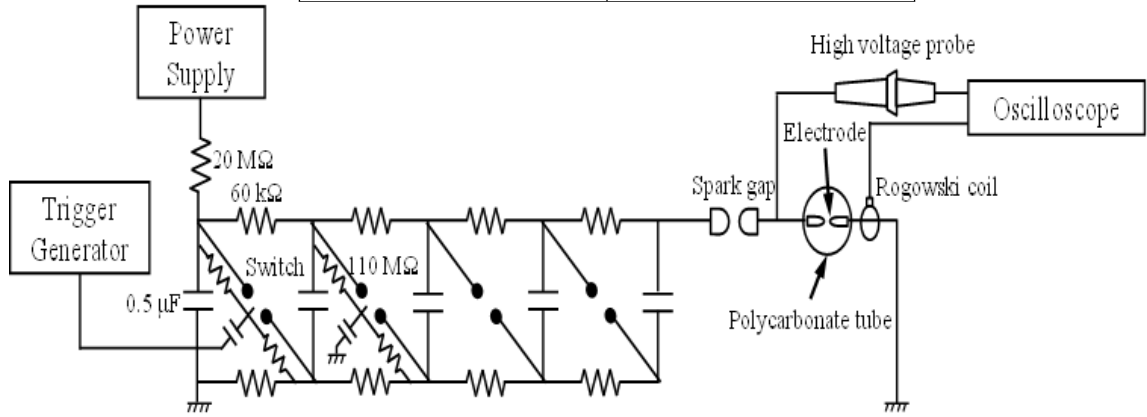 Power
Supply
High voltage probe
Oscilloscope
Electrode
20 MΩ
60 kΩ
Spark gap
Rogowski coil
Trigger
Generator
Switch
110 MΩ
0.5 μF
Polycarbonate tube